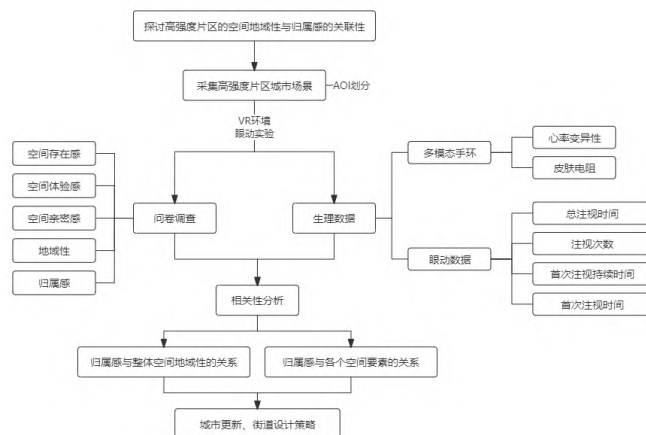 探讨高强度片区的空间地域性与归属感的关联性
采集高强度片区城市场景
AOI划分
VR环境
眼动实验
空间存在感
空间体验感
空间亲密感
地域性
归属感
问卷调查
生理数据
多模态手环
心率变异性
皮肤电阻
眼动数据
总注视时间
注视次数
首次注视持续时间
首次注视时间
相关性分析
归属感与整体空间地域性的关系
归属感与各个空间要素的关系
城市更新、街道设计策略